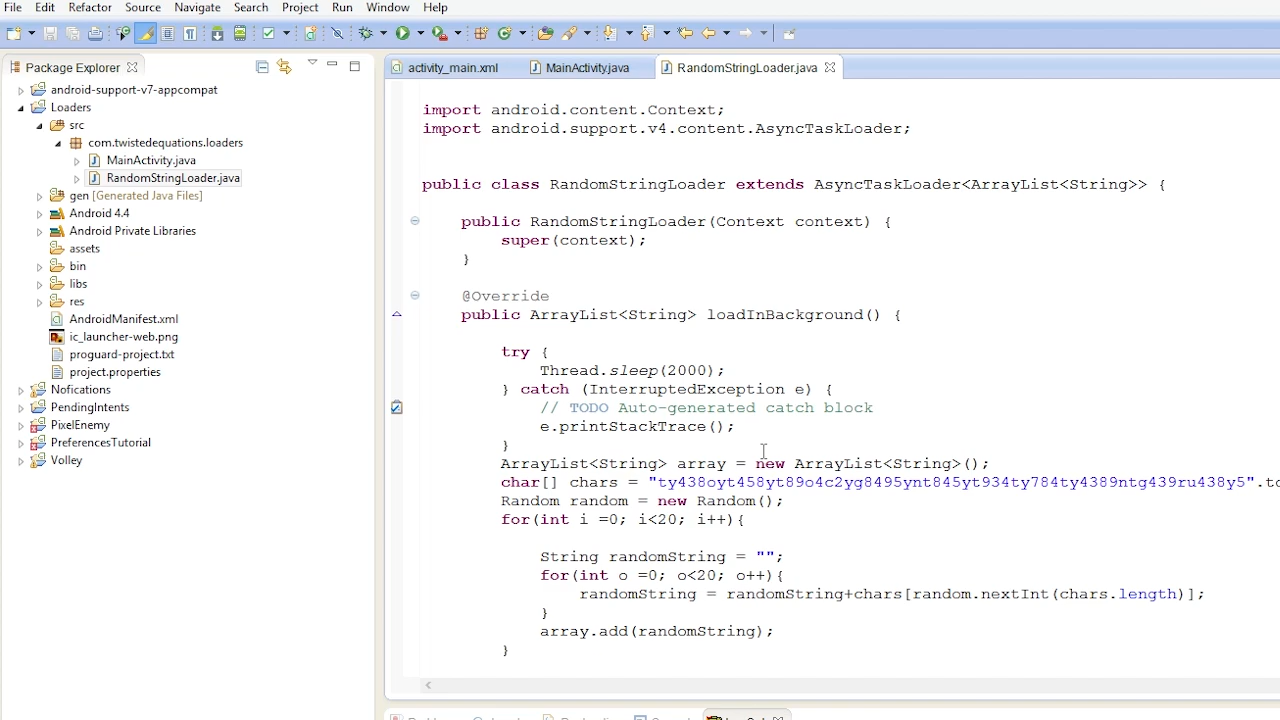 File Edit Refactor Source Navigate Search Project Run Window Help
Package Explorer
activity_main.xml MainActivity.java RandomStringLoader.java
android-support-v7-appcompat
Loaders
src
com.twistedequations.loaders
MainActivity.java
RandomStringLoader.java
gen [Generated Java Files]
Android 4.4
Android Private Libraries
assets
bin
libs
res
AndroidManifest.xml
ic_launcher-web.png
proguard-project.txt
project.properties
Nofications
PendingIntents
PixelEnemy
PreferencesTutorial
Volley
import android.content.Context;
import android.support.v4.content.AsyncTaskLoader;
public class RandomStringLoader extends AsyncTaskLoader<ArrayList<String>> {
public RandomStringLoader(Context context) {
super(context);
}
@Override
public ArrayList<String> loadInBackground() {
try {
Thread.sleep(2000);
} catch (InterruptedException e) {
// TODO Auto-generated catch block
e.printStackTrace();
}
ArrayList<String> array = new ArrayList<String>();
char[] chars = "ty438oyt458yt89o4c2yg8495ynt845yt934ty784ty4389ntg439ru438y5".to
Random random = new Random();
for(int i =0; i<20; i++){
String randomString = "";
for(int o =0; o<20; o++){
randomString = randomString+chars[random.nextInt(chars.length)];
}
array.add(randomString);
}